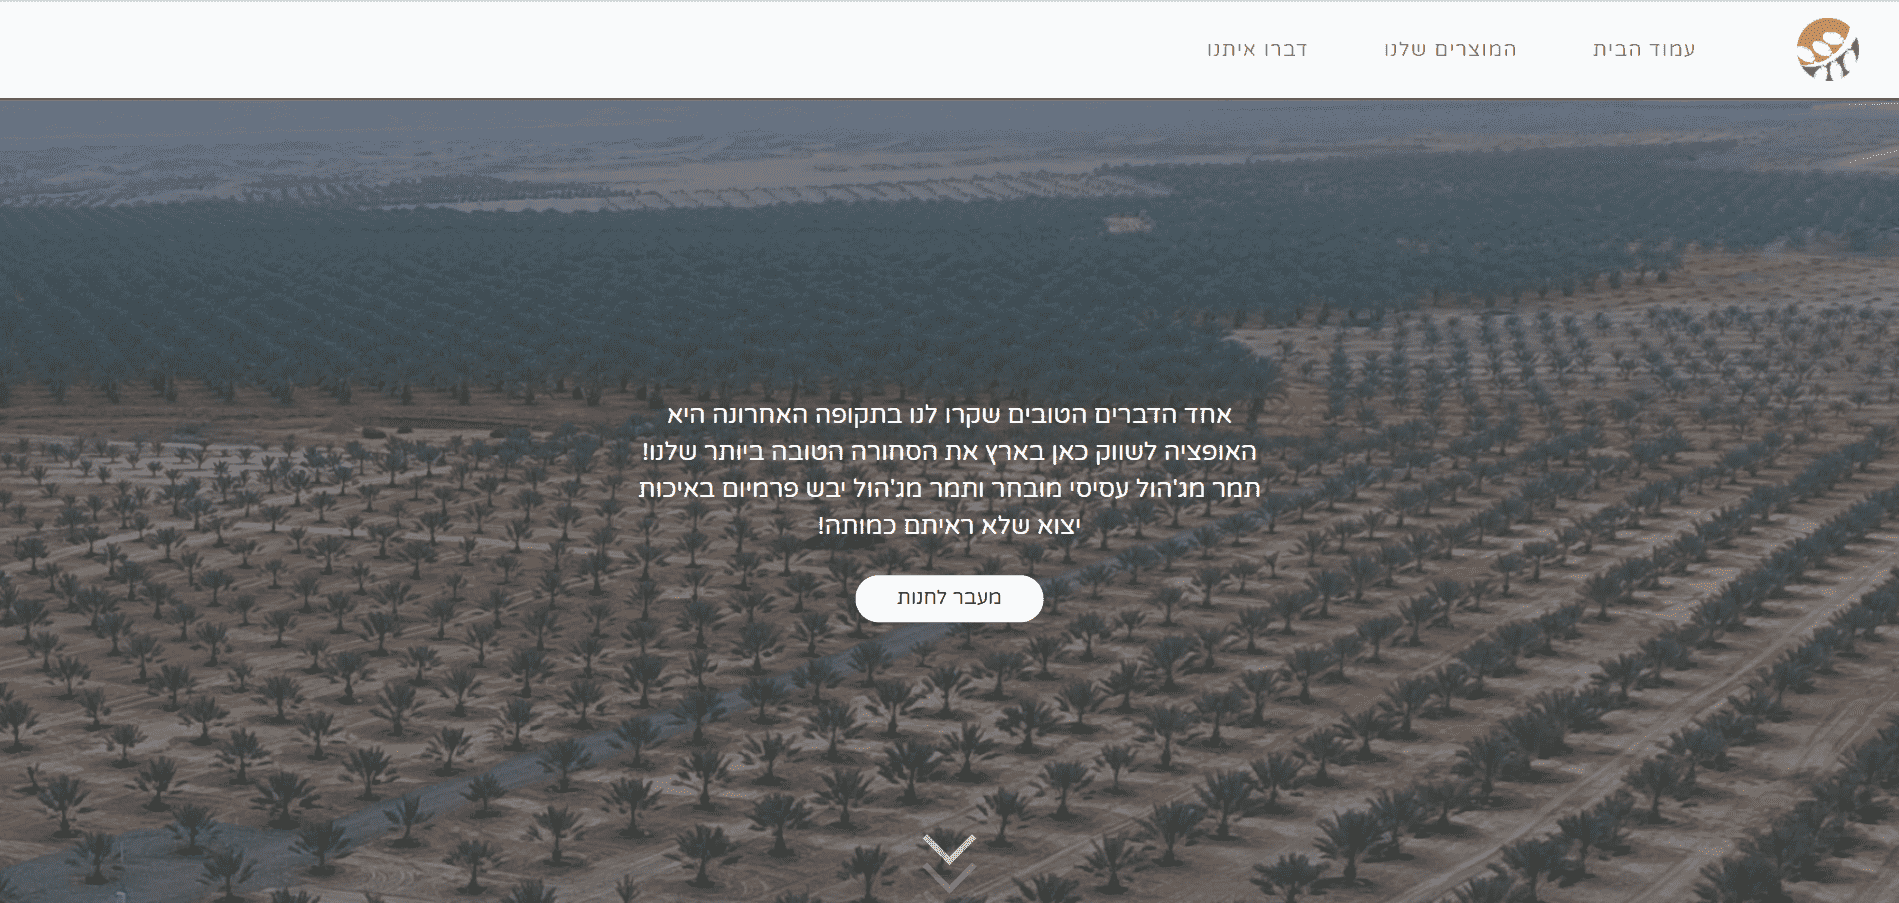 עמוד הבית
המוצרים שלנו
דברו איתנו
אחד הדברים הטובים שקרו לנו בתקופה האחרונה היא
האופציה לשווק כאן בארץ את הסחורה הטובה ביותר שלנו!
תמר מג'הול עסיסי מובחר ותמר מג'הול יבש פרמיום באיכות
יצוא שלא ראיתם כמותה!
מעבר לחנות